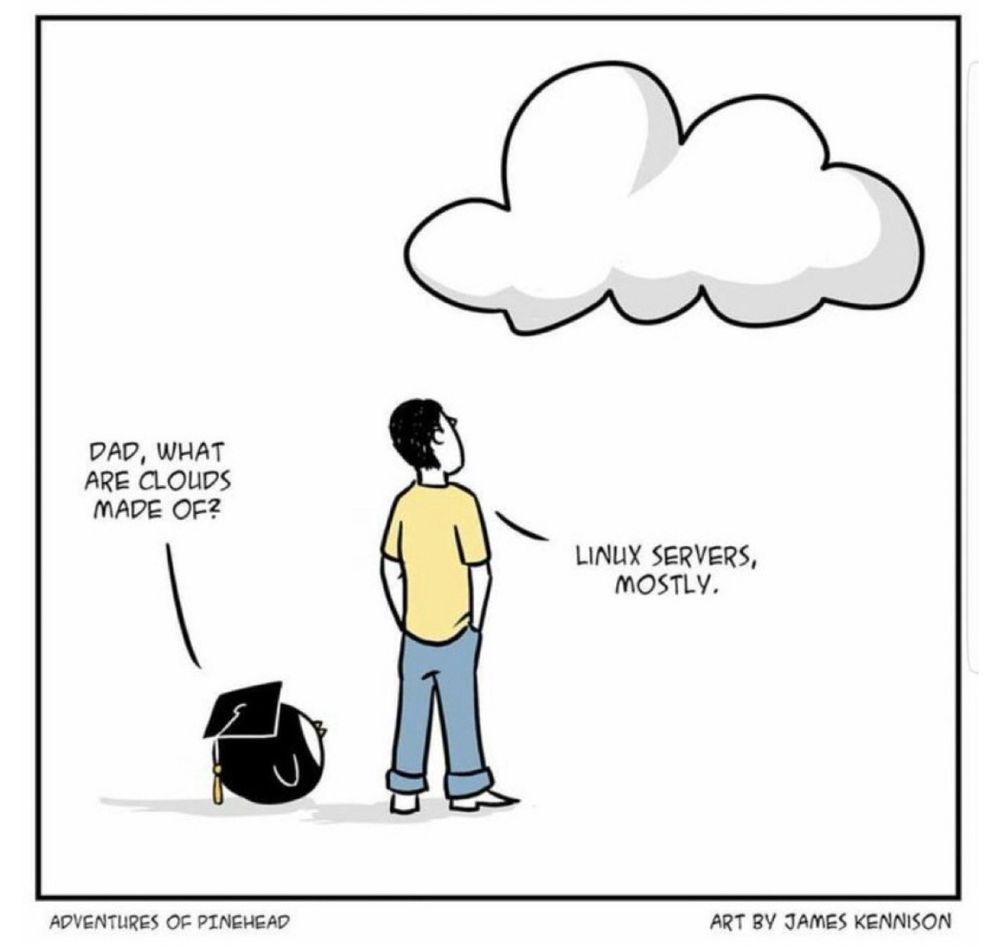 DAD, WHAT
ARE CLOUDS
MADE OF?
LINUX SERVERS,
MOSTLY.
ADVENTURES OF PINEHEAD
ART BY JAMES KENNISON